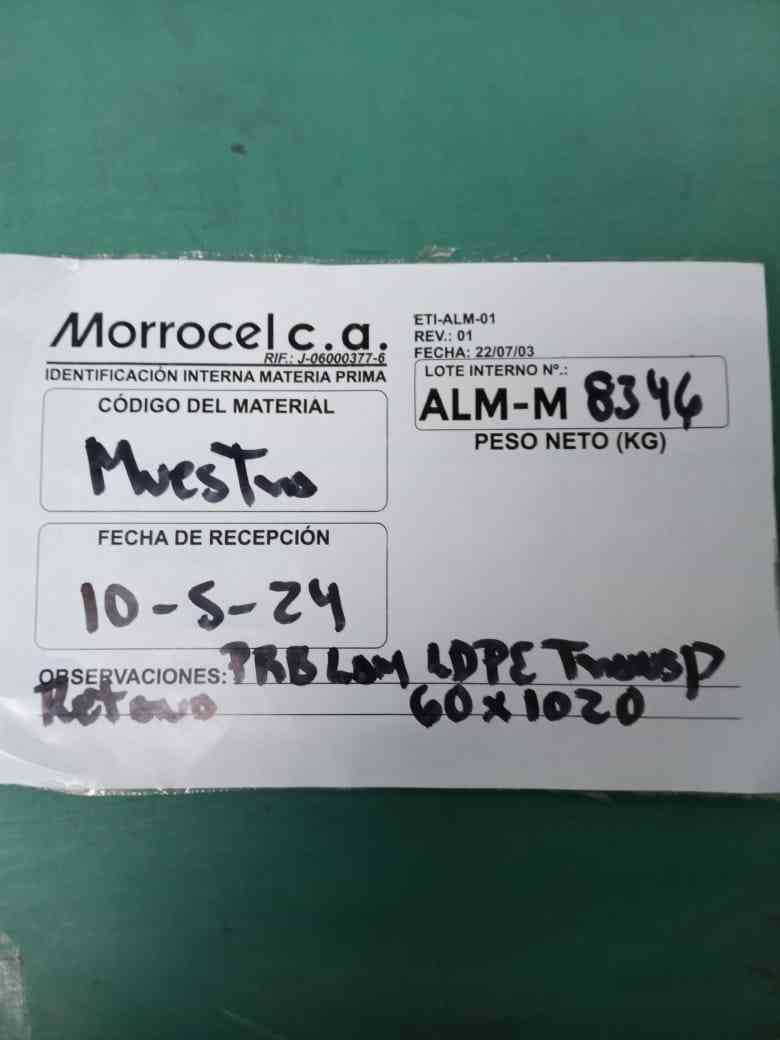 Morrocel c.a.
RIF.: J-06000377-6
IDENTIFICACIÓN INTERNA MATERIA PRIMA
ETI-ALM-01
REV.: 01
FECHA: 22/07/03
LOTE INTERNO Nº.:
ALM-M 8346
PESO NETO (KG)
CÓDIGO DEL MATERIAL
Muestra
FECHA DE RECEPCIÓN
10-5-24
OBSERVACIONES: PRB Lam LDPE Transp
60x1020